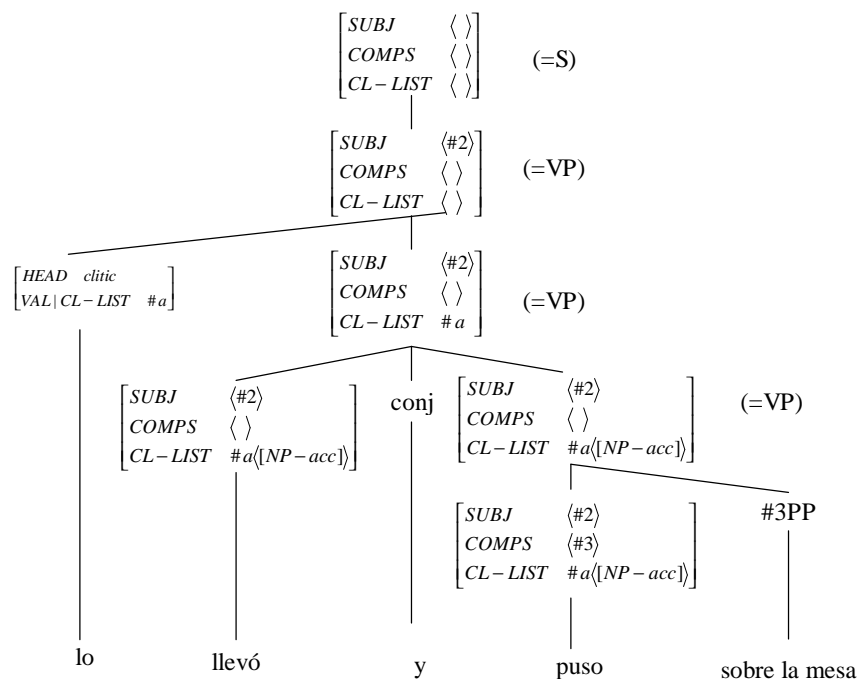 SUBJ ⟨ ⟩
COMPS ⟨ ⟩ (=S)
CL – LIST ⟨ ⟩
SUBJ ⟨#2⟩
COMPS ⟨ ⟩ (=VP)
CL – LIST ⟨ ⟩
HEAD clitic
VAL | CL – LIST # a
SUBJ ⟨#2⟩
COMPS ⟨ ⟩ (=VP)
CL – LIST # a
SUBJ ⟨#2⟩
COMPS ⟨ ⟩
CL – LIST # a⟨[NP – acc]⟩
conj
SUBJ ⟨#2⟩
COMPS ⟨ ⟩
CL – LIST # a⟨[NP – acc]⟩
(=VP)
SUBJ ⟨#2⟩
COMPS ⟨#3⟩
CL – LIST # a⟨[NP – acc]⟩
#3PP
lo llevó y puso sobre la mesa